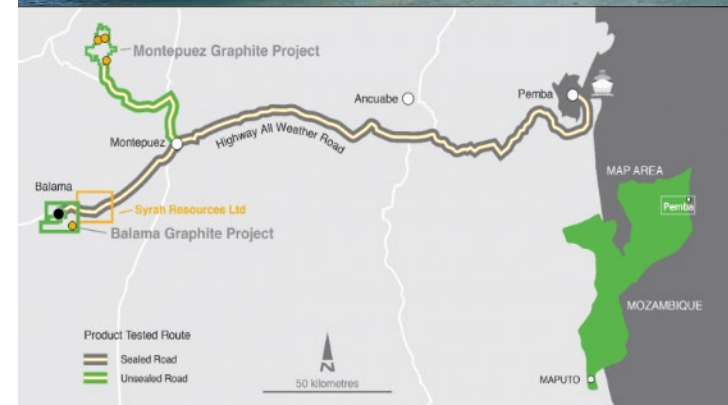 Montepuez Graphite Project
Ancuabe
Pemba
Highway All Weather Road
Montepuez
MAP AREA
Balama
Syrah Resources Ltd
Pemba
Balama Graphite Project
MOZAMBIQUE
Product Tested Route
Sealed Road
N
Unsealed Road
50 kilometres
MAPUTO